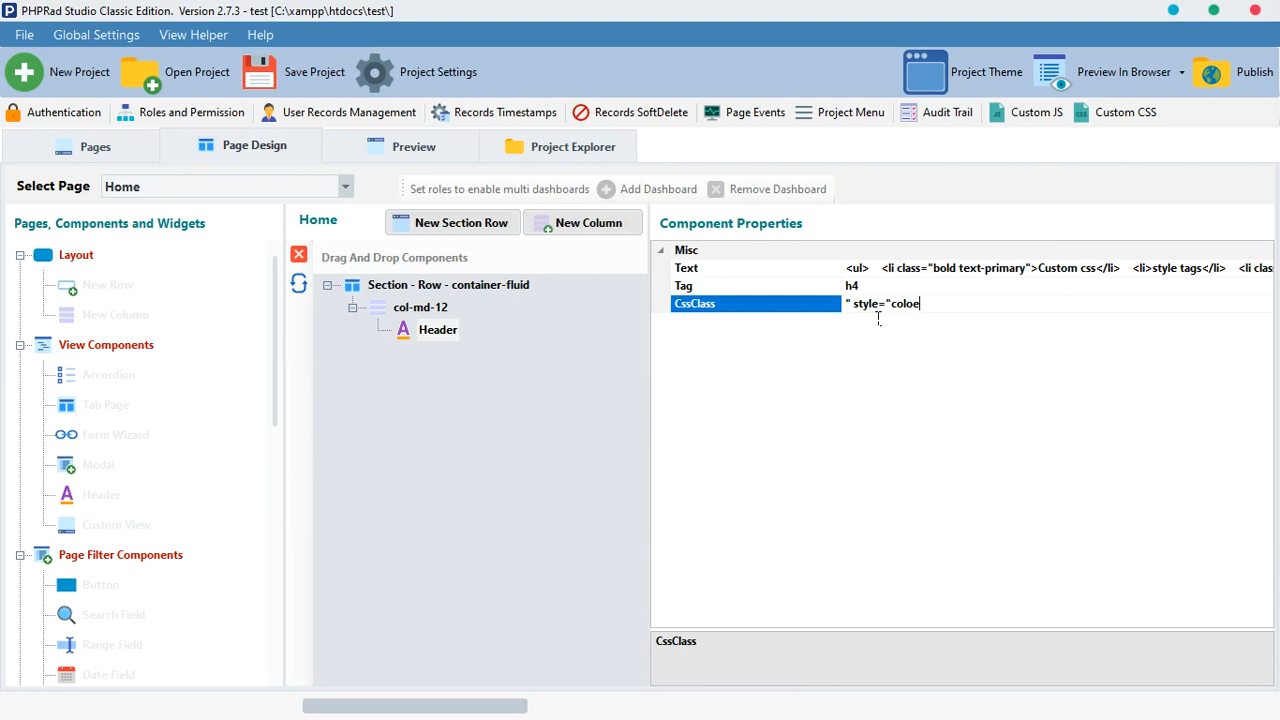 PHPRad Studio Classic Edition. Version 2.7.3 - test [C:\xampp\htdocs\test\]
File Global Settings View Helper Help
New Project Open Project Save Project Project Settings Project Theme Preview In Browser Publish
Authentication Roles and Permission User Records Management Records Timestamps Records SoftDelete Page Events Project Menu Audit Trail Custom JS Custom CSS
Pages Page Design Preview Project Explorer
Select Page Home Set roles to enable multi dashboards Add Dashboard Remove Dashboard
Pages, Components and Widgets
Layout
New Row
New Column
View Components
Accordion
Tab Page
Form Wizard
Modal
Header
Custom View
Page Filter Components
Button
Search Field
Range Field
Date Field
Home New Section Row New Column
Drag And Drop Components
Section - Row - container-fluid
col-md-12
Header
Component Properties
Misc
Text <ul> <li class="bold text-primary">Custom css</li> <li>style tags</li> <li clas
Tag h4
CssClass " style="coloe
CssClass